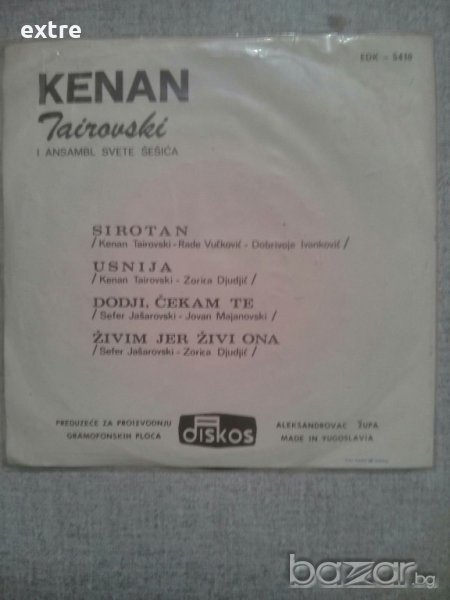 extre
EDK - 5410
KENAN
Tairovski
I ANSAMBL SVETE ŠEŠIĆA
SIROTAN
/ Kenan Tairovski - Rade Vučković - Dobrivoje Ivanković /
USNIJA
/ Kenan Tairovski - Zorica Djudjić /
DODJI, ČEKAM TE
/ Sefer Jašarovski - Jovan Majanovski /
ŽIVIM JER ŽIVI ONA
/ Sefer Jašarovski - Zorica Djudjić /
PREDUZEĆE ZA PROIZVODNJU
GRAMOFONSKIH PLOČA
diskos
ALEKSANDROVAC ŽUPA
MADE IN YUGOSLAVIA
bazar.bg